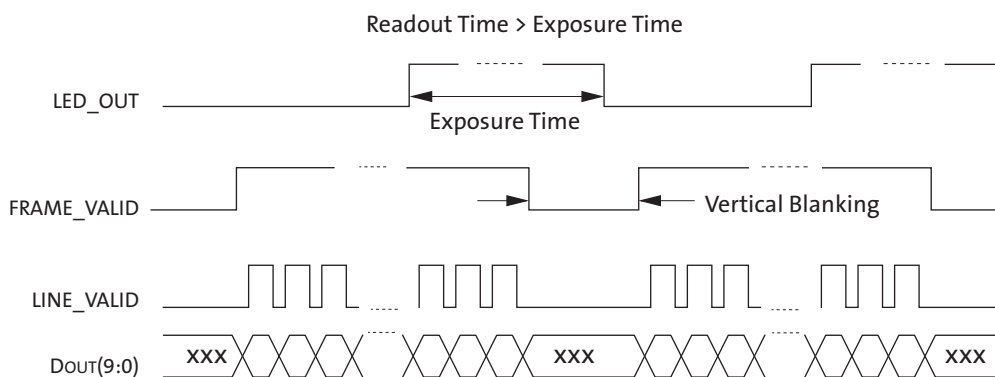 Readout Time > Exposure Time
LED_OUT
Exposure Time
FRAME_VALID
Vertical Blanking
LINE_VALID
DOUT(9:0)
XXX
XXX
XXX